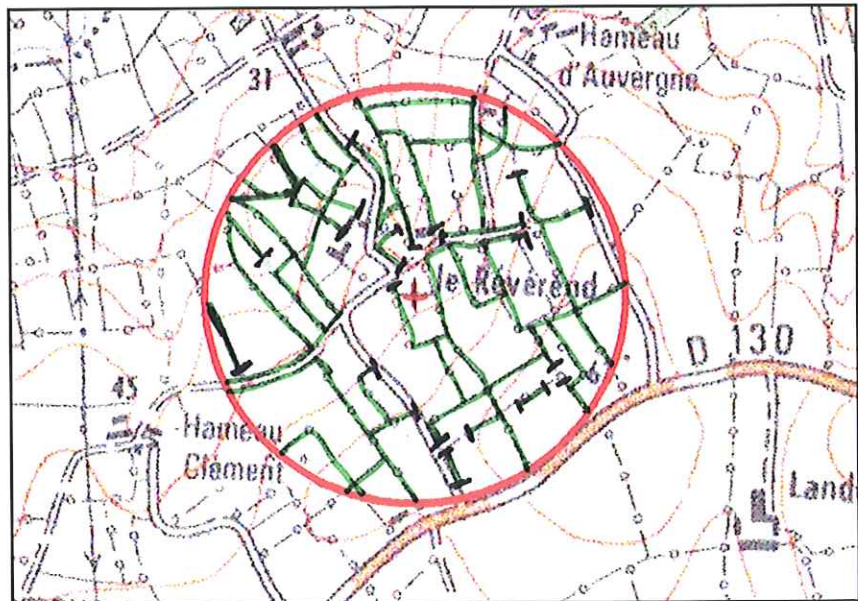 Hameau
d'Auvergne
31
le Révérend
D 130
45
Hameau
Clément
Land